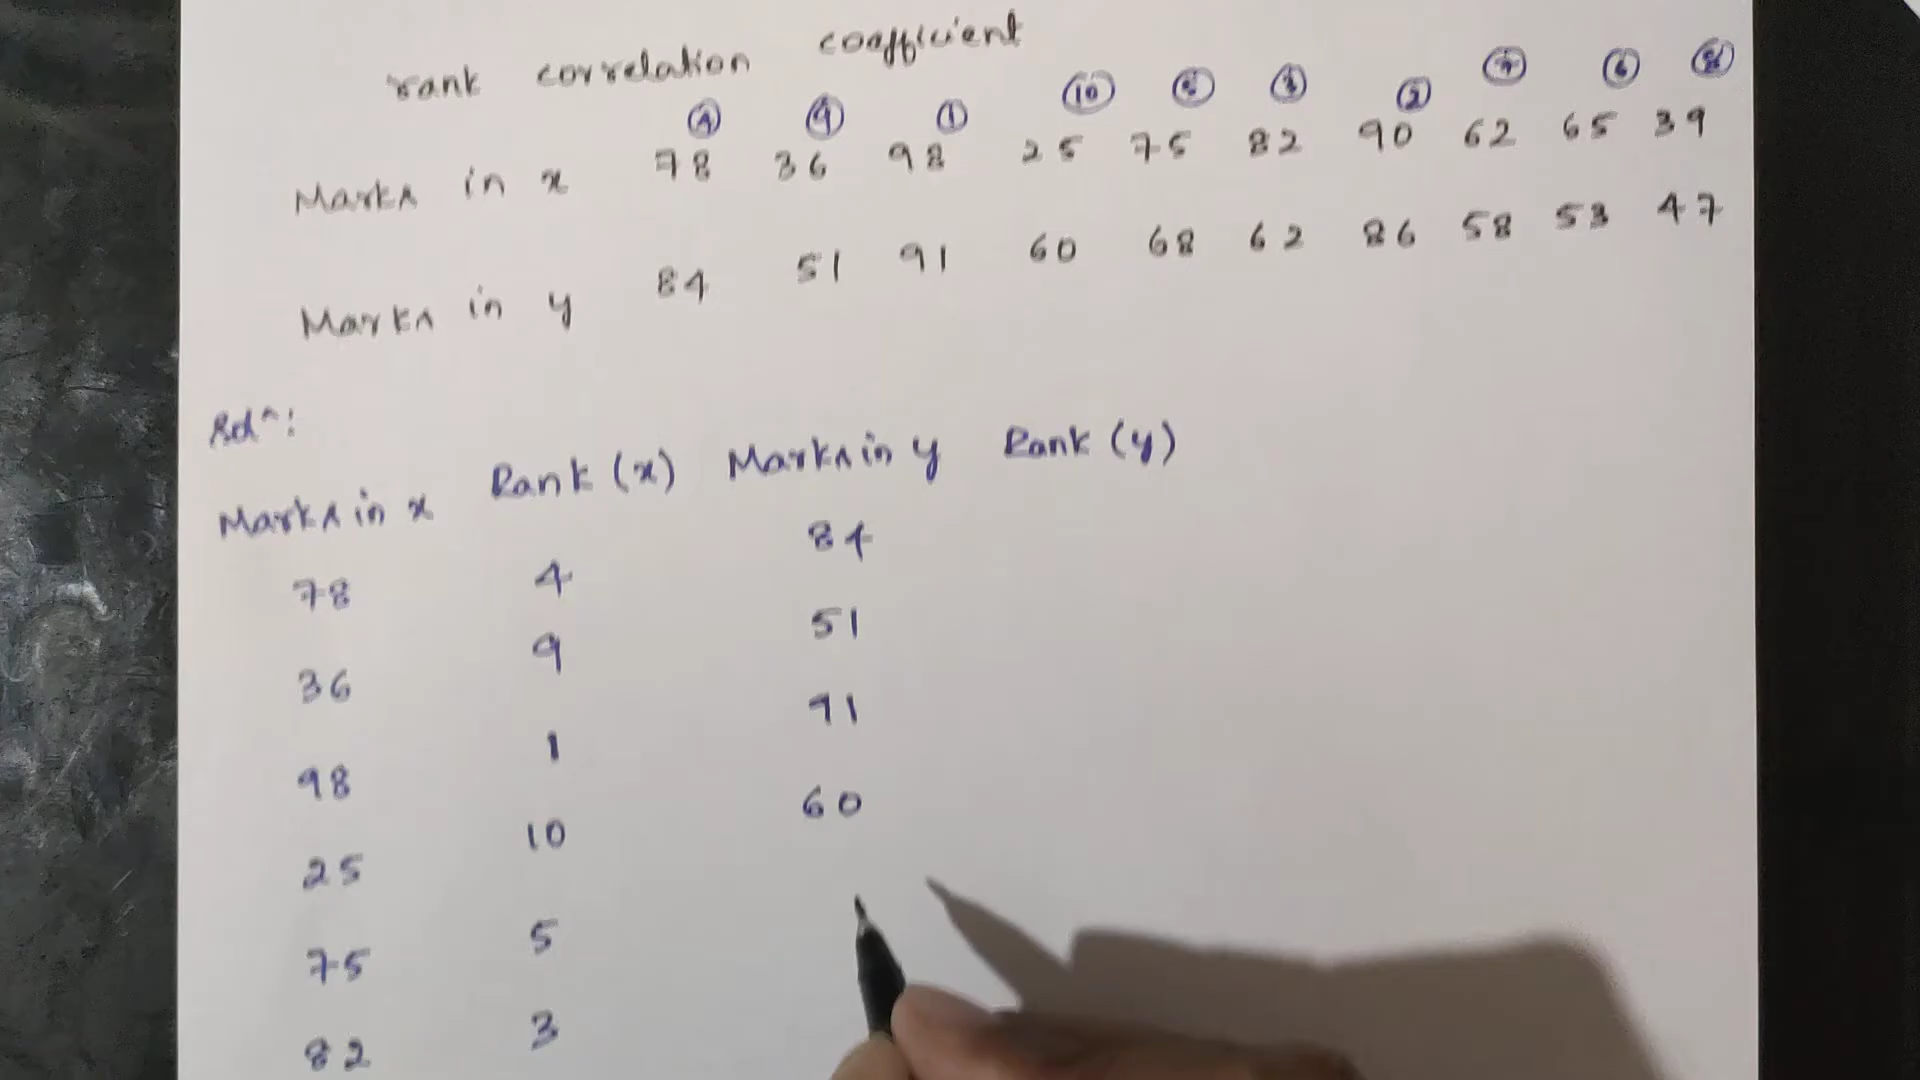 rank correlation coefficient
4 9 1 10 5 3 2 7 6 8
Marks in x 78 36 98 25 75 82 90 62 65 39
Marks in y 84 51 91 60 68 62 86 58 53 47
Soln:
Marks in x Rank (x) Marks in y Rank (y)
78 4 84
36 9 51
98 1 91
25 10 60
75 5
82 3